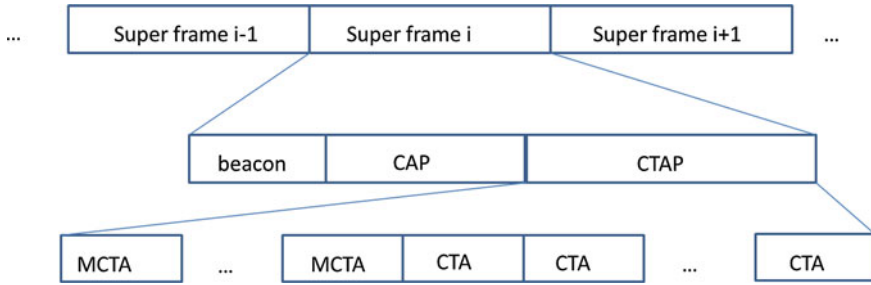 ... Super frame i-1 Super frame i Super frame i+1 ...
beacon CAP CTAP
MCTA ... MCTA CTA CTA ... CTA